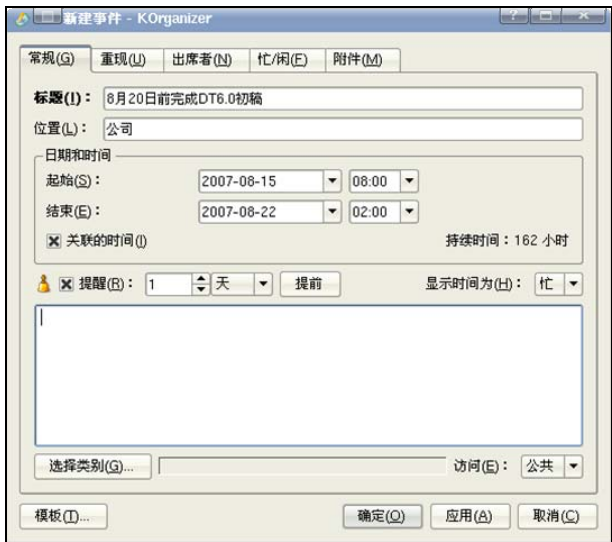 新建事件 - KOrganizer
常规(G) 重现(U) 出席者(N) 忙/闲(F) 附件(M)
标题(I)： 8月20日前完成DT6.0初稿
位置(L)： 公司
日期和时间
起始(S)： 2007-08-15 08:00
结束(E)： 2007-08-22 02:00
关联的时间(I) 持续时间：162 小时
提醒(R)： 1 天 提前 显示时间为(H)： 忙
选择类别(G)... 访问(E)： 公共
模板(T)... 确定(O) 应用(A) 取消(C)